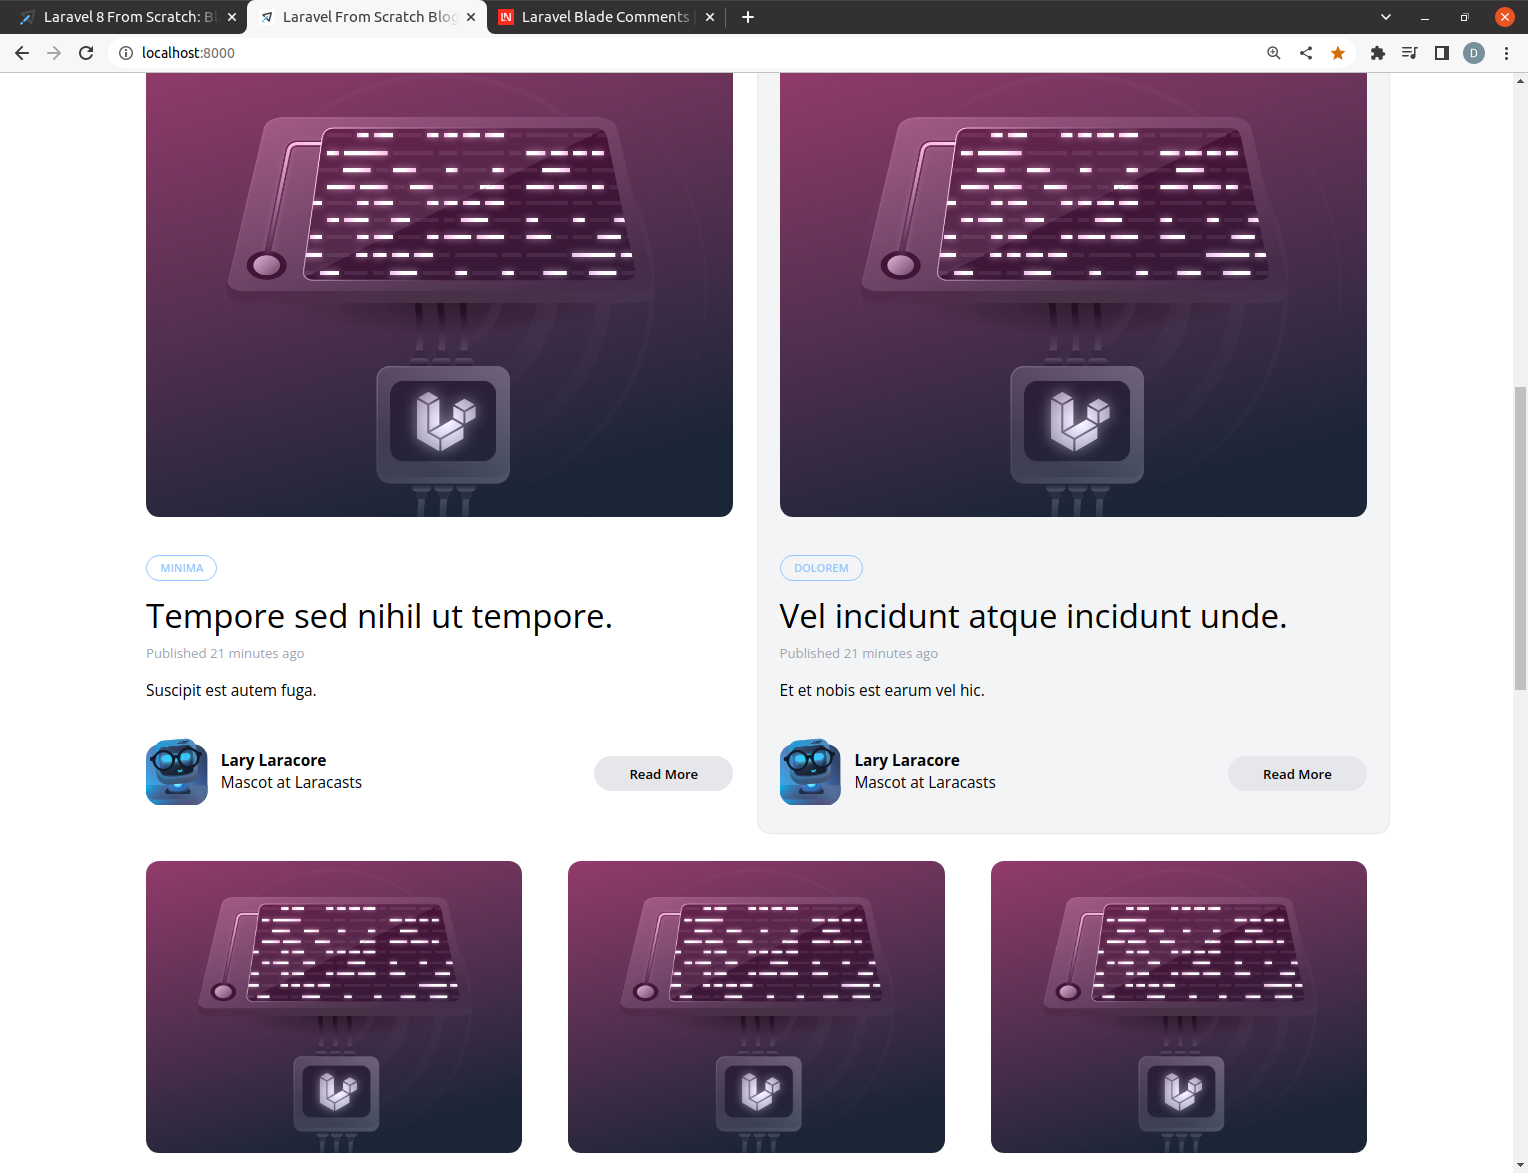 Laravel 8 From Scratch: Bl
Laravel From Scratch Blog
LN
Laravel Blade Comments
localhost:8000
D
MINIMA
Tempore sed nihil ut tempore.
Published 21 minutes ago
Suscipit est autem fuga.
Lary Laracore
Mascot at Laracasts
Read More
DOLOREM
Vel incidunt atque incidunt unde.
Published 21 minutes ago
Et et nobis est earum vel hic.
Lary Laracore
Mascot at Laracasts
Read More